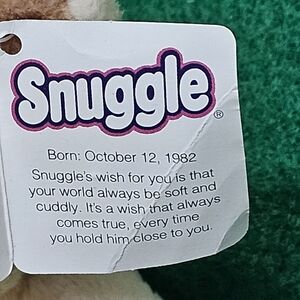 Snuggle®
Born: October 12, 1982
Snuggle's wish for you is that
your world always be soft and
cuddly. It's a wish that always
comes true, every time
you hold him close to you.